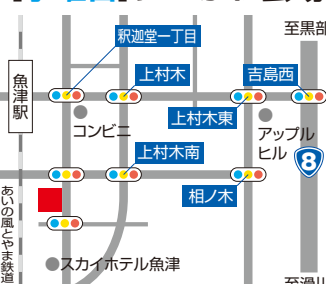 釈迦堂一丁目
至黒部
上村木
吉島西
魚津駅
コンビニ
上村木東
アップル
ヒル
上村木南
8
相ノ木
あいの風とやま鉄道
スカイホテル魚津